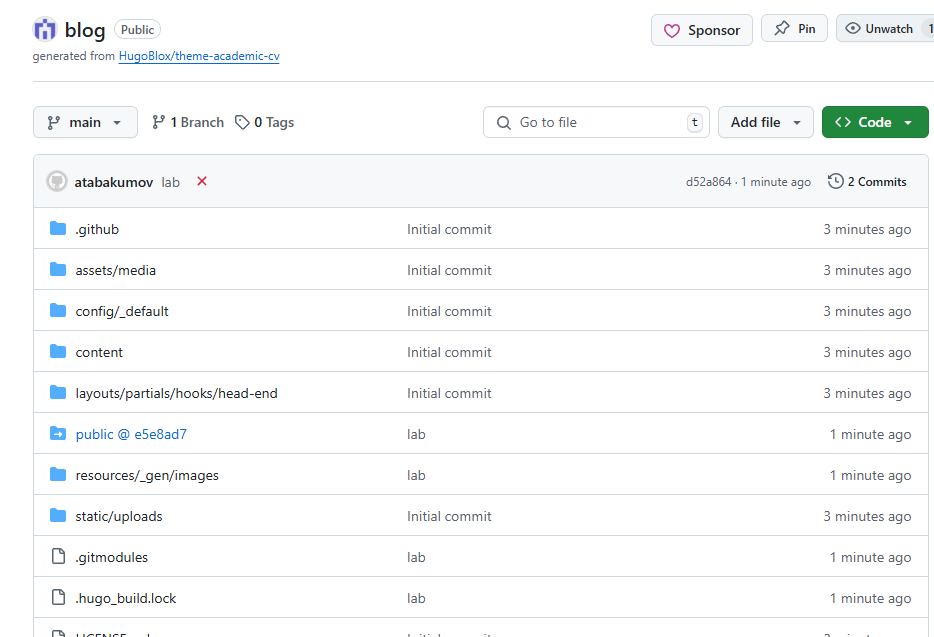 blog Public Sponsor Pin Unwatch 1
generated from HugoBlox/theme-academic-cv
main 1 Branch 0 Tags Go to file t Add file Code
atabakumov lab d52a864 · 1 minute ago 2 Commits
.github Initial commit 3 minutes ago
assets/media Initial commit 3 minutes ago
config/_default Initial commit 3 minutes ago
content Initial commit 3 minutes ago
layouts/partials/hooks/head-end Initial commit 3 minutes ago
public @ e5e8ad7 lab 1 minute ago
resources/_gen/images lab 1 minute ago
static/uploads Initial commit 3 minutes ago
.gitmodules lab 1 minute ago
.hugo_build.lock lab 1 minute ago